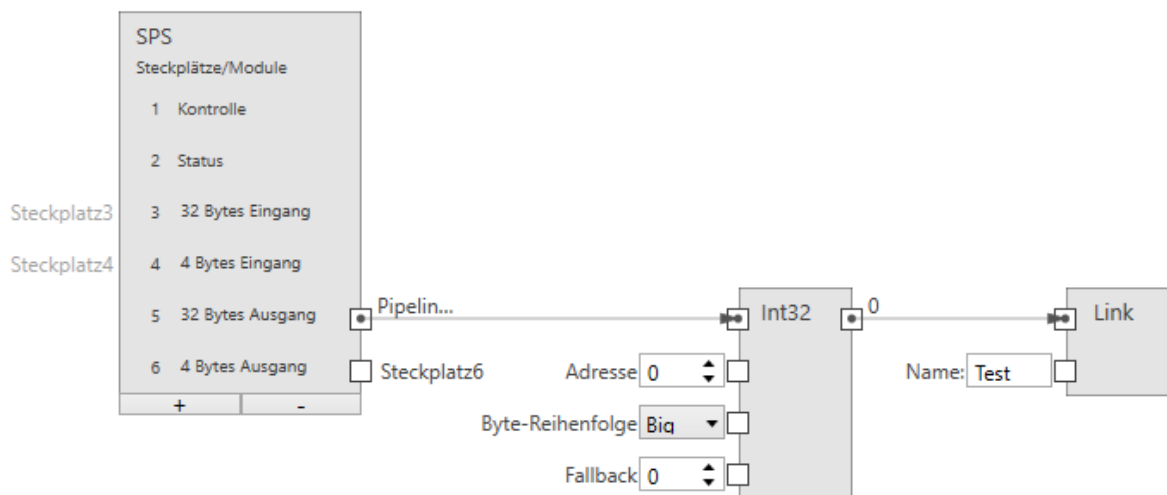 SPS
Steckplätze/Module
1 Kontrolle
2 Status
Steckplatz3 3 32 Bytes Eingang
Steckplatz4 4 4 Bytes Eingang
5 32 Bytes Ausgang Pipelin... Int32 0 Link
6 4 Bytes Ausgang Steckplatz6 Adresse 0 Name: Test
+ -
Byte-Reihenfolge Big
Fallback 0